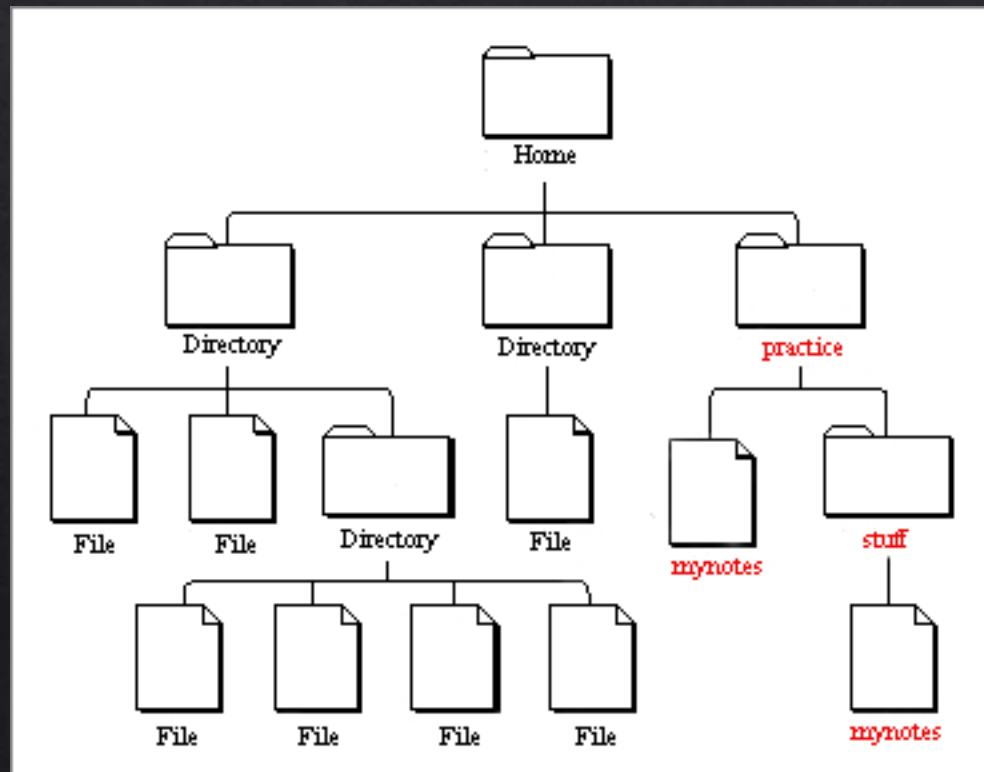 Home
Directory Directory practice
File File Directory File mynotes stuff
File File File File mynotes